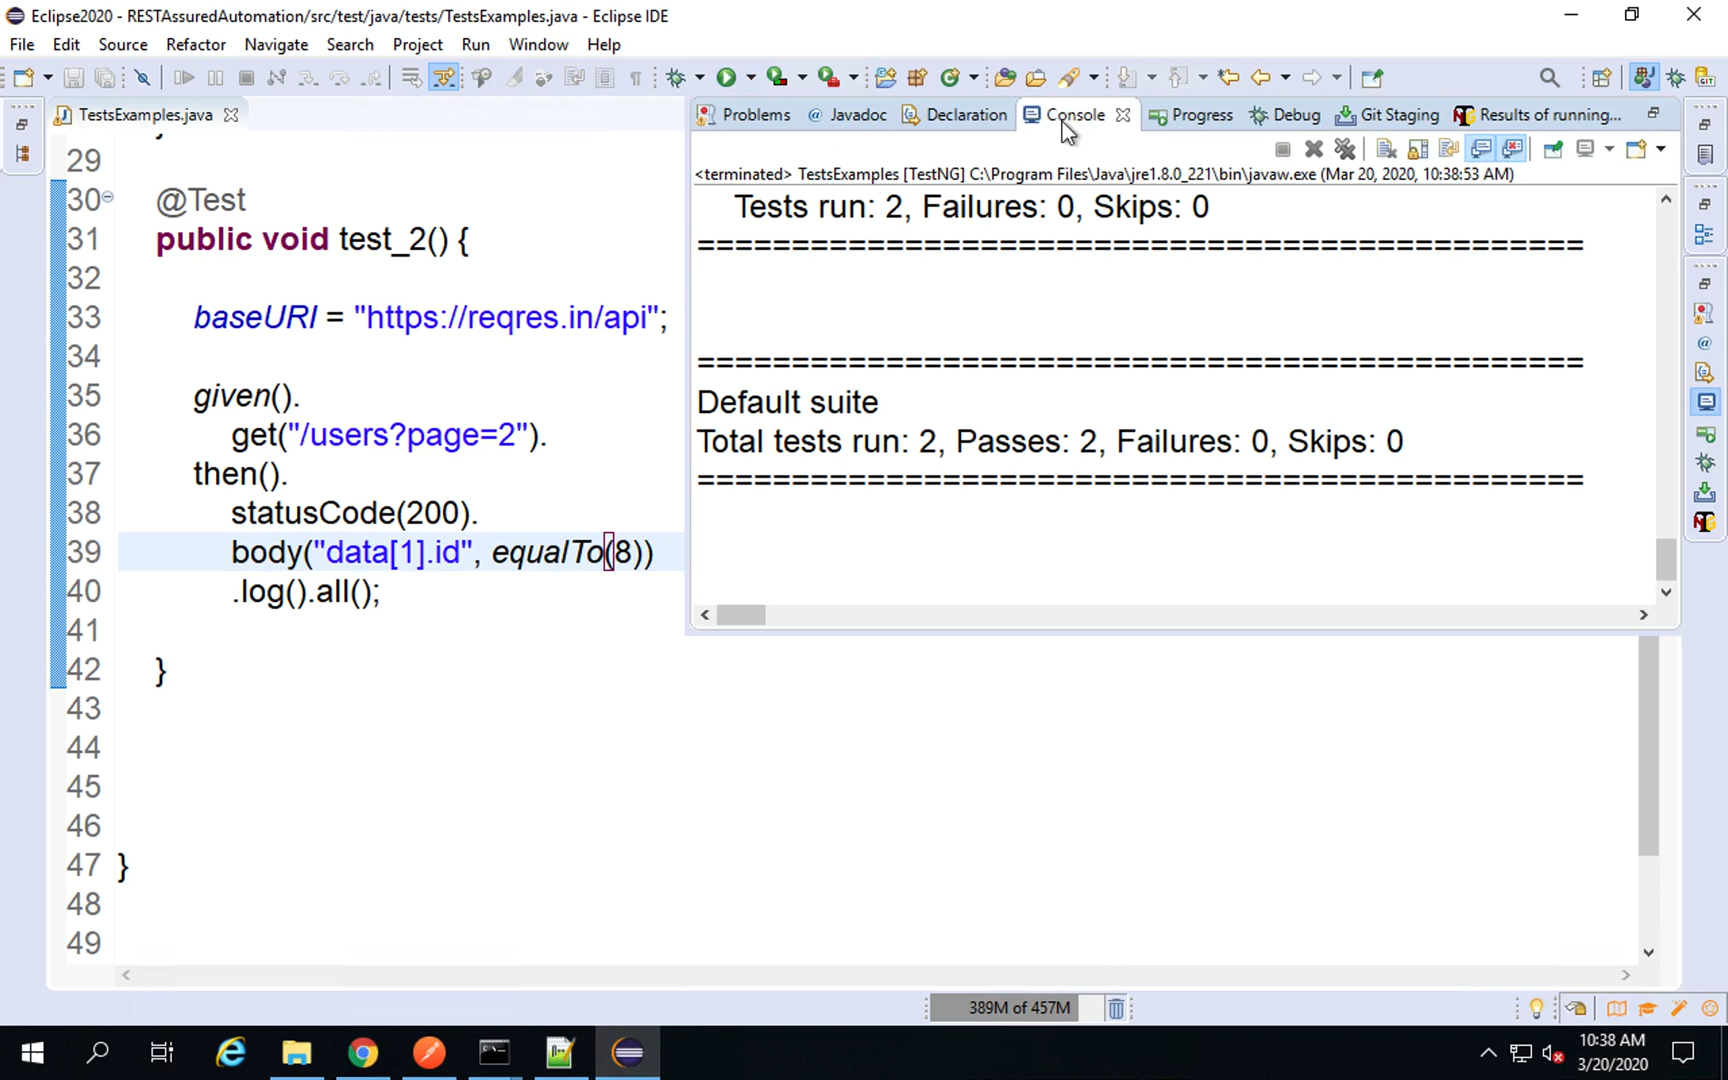 Eclipse2020 - RESTAssuredAutomation/src/test/java/tests/TestsExamples.java - Eclipse IDE
File Edit Source Refactor Navigate Search Project Run Window Help
TestsExamples.java
Problems @ Javadoc Declaration Console Progress Debug Git Staging Results of running...
<terminated> TestsExamples [TestNG] C:\Program Files\Java\jre1.8.0_221\bin\javaw.exe (Mar 20, 2020, 10:38:53 AM)
Tests run: 2, Failures: 0, Skips: 0
===============================================
===============================================
Default suite
Total tests run: 2, Passes: 2, Failures: 0, Skips: 0
===============================================
29
30 @Test
31 public void test_2() {
32
33 baseURI = "https://reqres.in/api";
34
35 given().
36 get("/users?page=2").
37 then().
38 statusCode(200).
39 body("data[1].id", equalTo(8))
40 .log().all();
41
42 }
43
44
45
46
47 }
48
49
389M of 457M
10:38 AM
3/20/2020